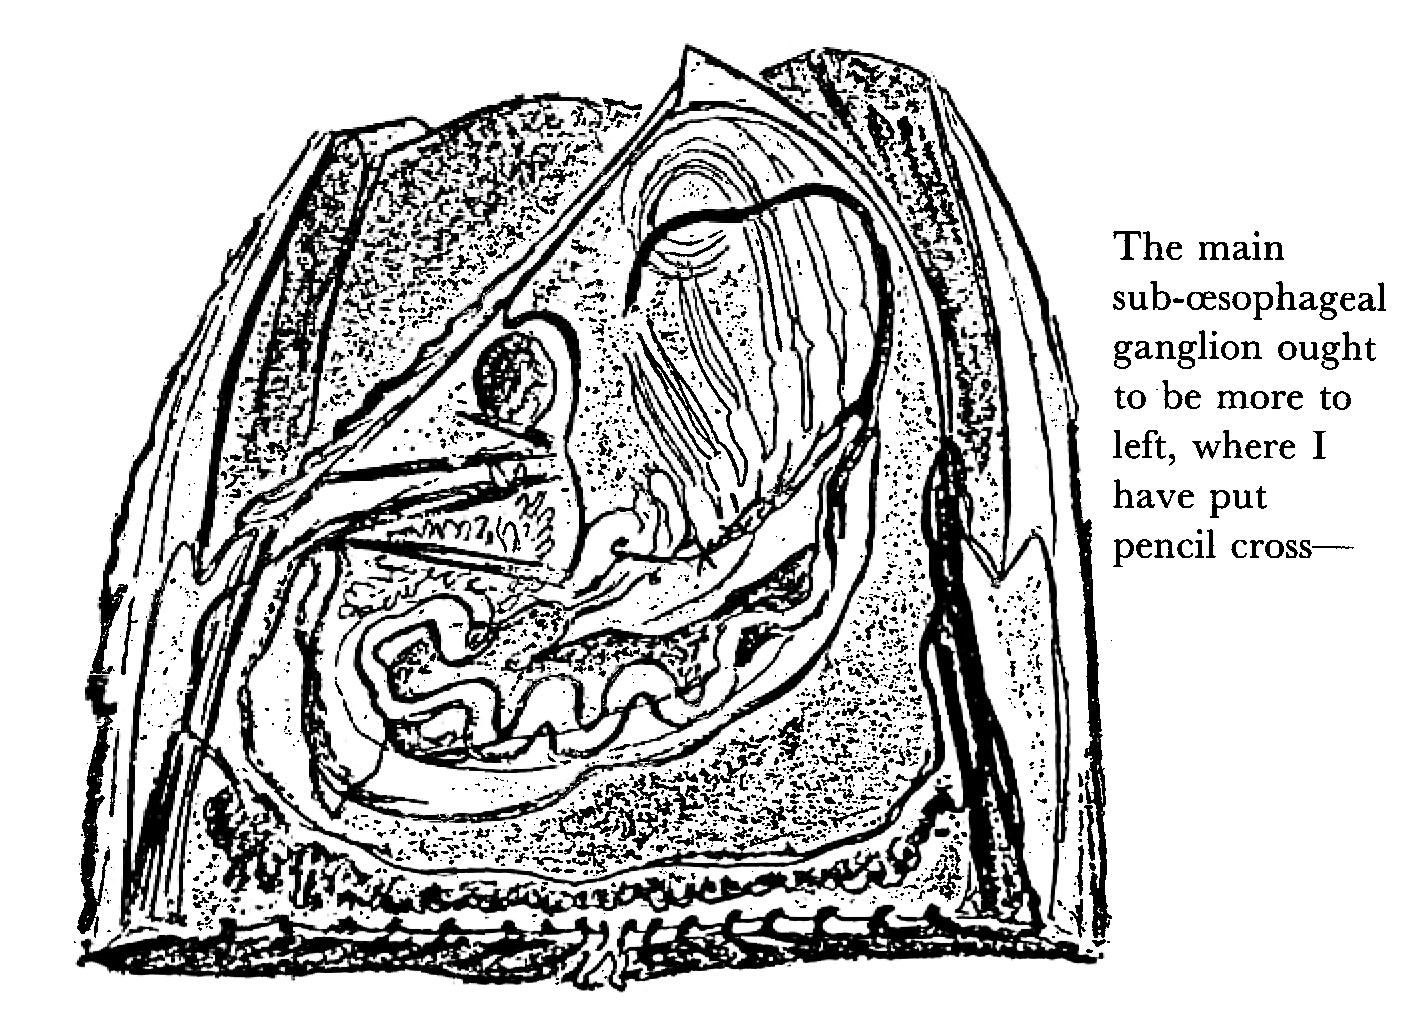 The main
sub-œsophageal
ganglion ought
to be more to
left, where I
have put
pencil cross—